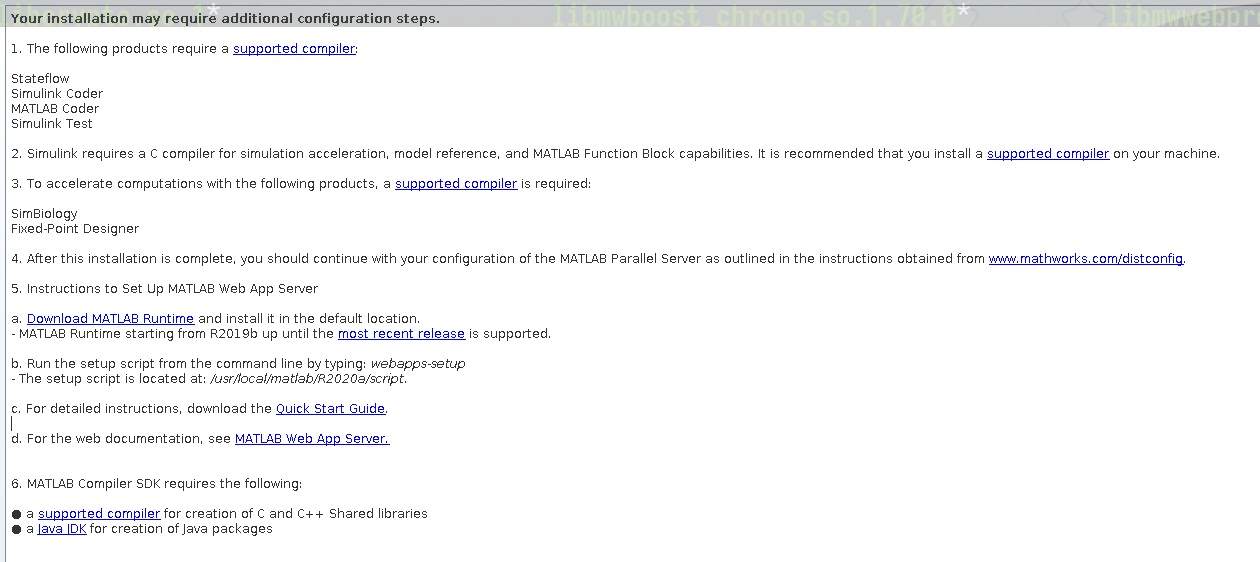 libmwboost_chrono.so.1.70.0*
Your installation may require additional configuration steps.
1. The following products require a supported compiler:
Stateflow
Simulink Coder
MATLAB Coder
Simulink Test
2. Simulink requires a C compiler for simulation acceleration, model reference, and MATLAB Function Block capabilities. It is recommended that you install a supported compiler on your machine.
3. To accelerate computations with the following products, a supported compiler is required:
SimBiology
Fixed-Point Designer
4. After this installation is complete, you should continue with your configuration of the MATLAB Parallel Server as outlined in the instructions obtained from www.mathworks.com/distconfig.
5. Instructions to Set Up MATLAB Web App Server
a. Download MATLAB Runtime and install it in the default location.
- MATLAB Runtime starting from R2019b up until the most recent release is supported.
b. Run the setup script from the command line by typing: webapps-setup
- The setup script is located at: /usr/local/matlab/R2020a/script.
c. For detailed instructions, download the Quick Start Guide.
d. For the web documentation, see MATLAB Web App Server.
6. MATLAB Compiler SDK requires the following:
● a supported compiler for creation of C and C++ Shared libraries
● a Java JDK for creation of Java packages